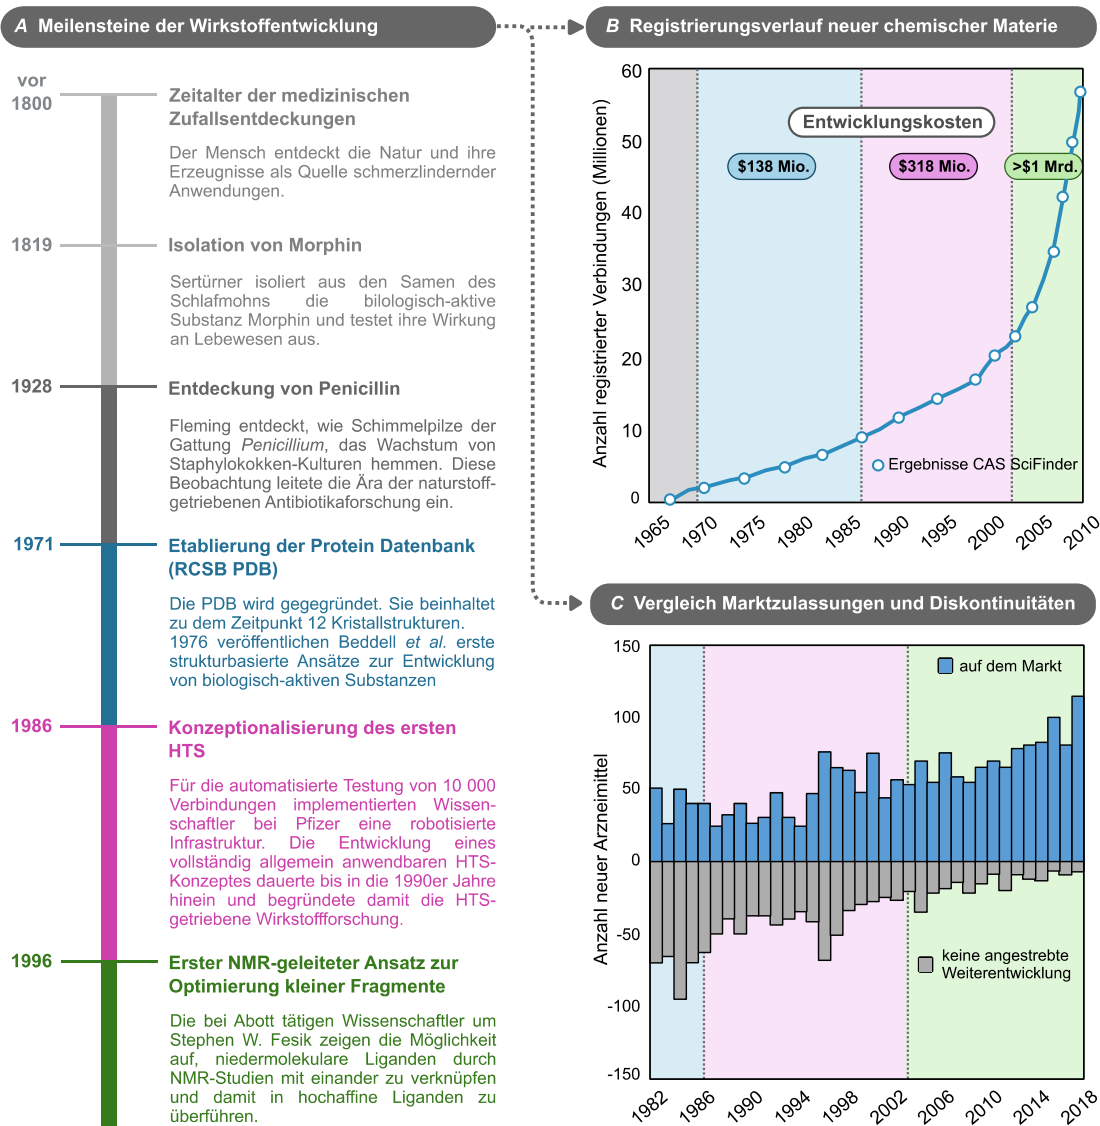 A Meilensteine der Wirkstoffentwicklung
vor
1800
Zeitalter der medizinischen
Zufallsentdeckungen
Der Mensch entdeckt die Natur und ihre
Erzeugnisse als Quelle schmerzlindernder
Anwendungen.
1819
Isolation von Morphin
Sertürner isoliert aus den Samen des
Schlafmohns die bilologisch-aktive
Substanz Morphin und testet ihre Wirkung
an Lebewesen aus.
1928
Entdeckung von Penicillin
Fleming entdeckt, wie Schimmelpilze der
Gattung Penicillium, das Wachstum von
Staphylokokken-Kulturen hemmen. Diese
Beobachtung leitete die Ära der naturstoff-
getriebenen Antibiotikaforschung ein.
1971
Etablierung der Protein Datenbank
(RCSB PDB)
Die PDB wird gegegründet. Sie beinhaltet
zu dem Zeitpunkt 12 Kristallstrukturen.
1976 veröffentlichen Beddell et al. erste
strukturbasierte Ansätze zur Entwicklung
von biologisch-aktiven Substanzen
1986
Konzeptionalisierung des ersten
HTS
Für die automatisierte Testung von 10 000
Verbindungen implementierten Wissen-
schaftler bei Pfizer eine robotisierte
Infrastruktur. Die Entwicklung eines
vollständig allgemein anwendbaren HTS-
Konzeptes dauerte bis in die 1990er Jahre
hinein und begründete damit die HTS-
getriebene Wirkstoffforschung.
1996
Erster NMR-geleiteter Ansatz zur
Optimierung kleiner Fragmente
Die bei Abott tätigen Wissenschaftler um
Stephen W. Fesik zeigen die Möglichkeit
auf, niedermolekulare Liganden durch
NMR-Studien mit einander zu verknüpfen
und damit in hochaffine Liganden zu
überführen.
B Registrierungsverlauf neuer chemischer Materie
Anzahl registrierter Verbindungen (Millionen)
60
50
40
30
20
10
0
Entwicklungskosten
$138 Mio.
$318 Mio.
>$1 Mrd.
Ergebnisse CAS SciFinder
1965
1970
1975
1980
1985
1990
1995
2000
2005
2010
C Vergleich Marktzulassungen und Diskontinuitäten
Anzahl neuer Arzneimittel
150
100
50
0
-50
-100
-150
auf dem Markt
keine angestrebte
Weiterentwicklung
1982
1986
1990
1994
1998
2002
2006
2010
2014
2018